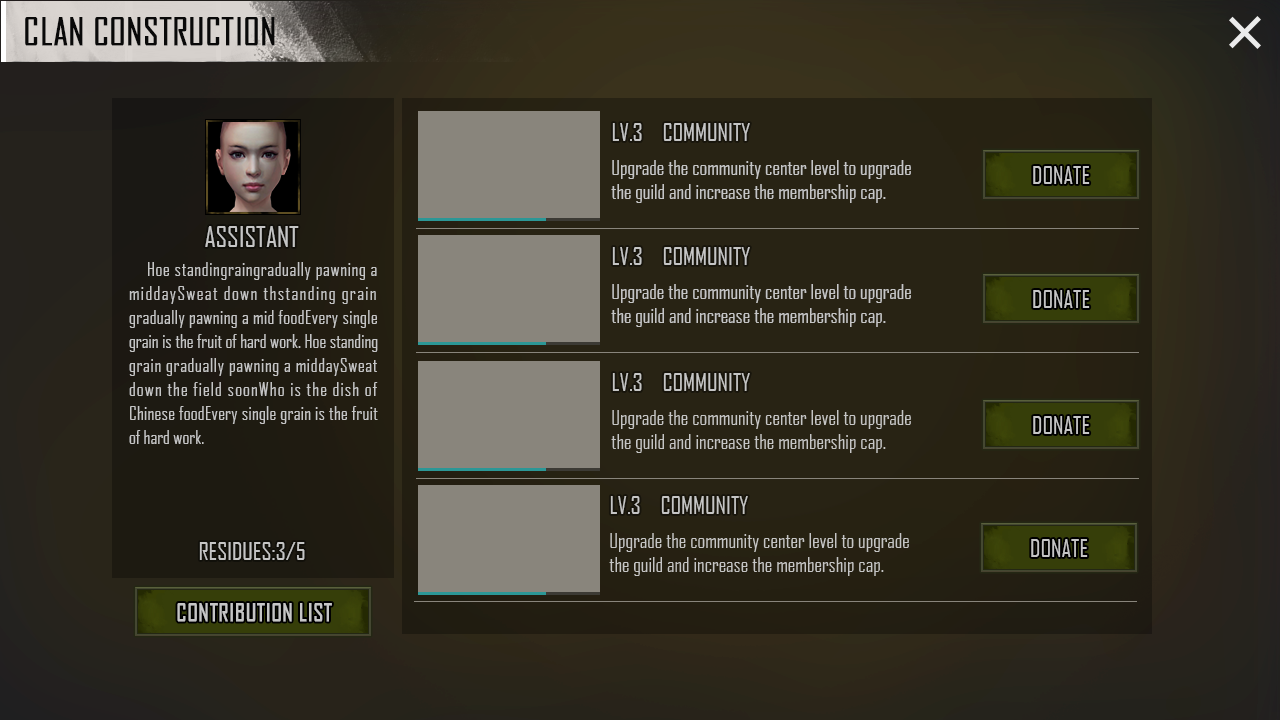 CLAN CONSTRUCTION
ASSISTANT
Hoe standingraingradually pawning a
middaySweat down thstanding grain
gradually pawning a mid foodEvery single
grain is the fruit of hard work. Hoe standing
grain gradually pawning a middaySweat
down the field soonWho is the dish of
Chinese foodEvery single grain is the fruit
of hard work.
RESIDUES:3/5
CONTRIBUTION LIST
LV.3 COMMUNITY
Upgrade the community center level to upgrade
the guild and increase the membership cap.
DONATE
LV.3 COMMUNITY
Upgrade the community center level to upgrade
the guild and increase the membership cap.
DONATE
LV.3 COMMUNITY
Upgrade the community center level to upgrade
the guild and increase the membership cap.
DONATE
LV.3 COMMUNITY
Upgrade the community center level to upgrade
the guild and increase the membership cap.
DONATE